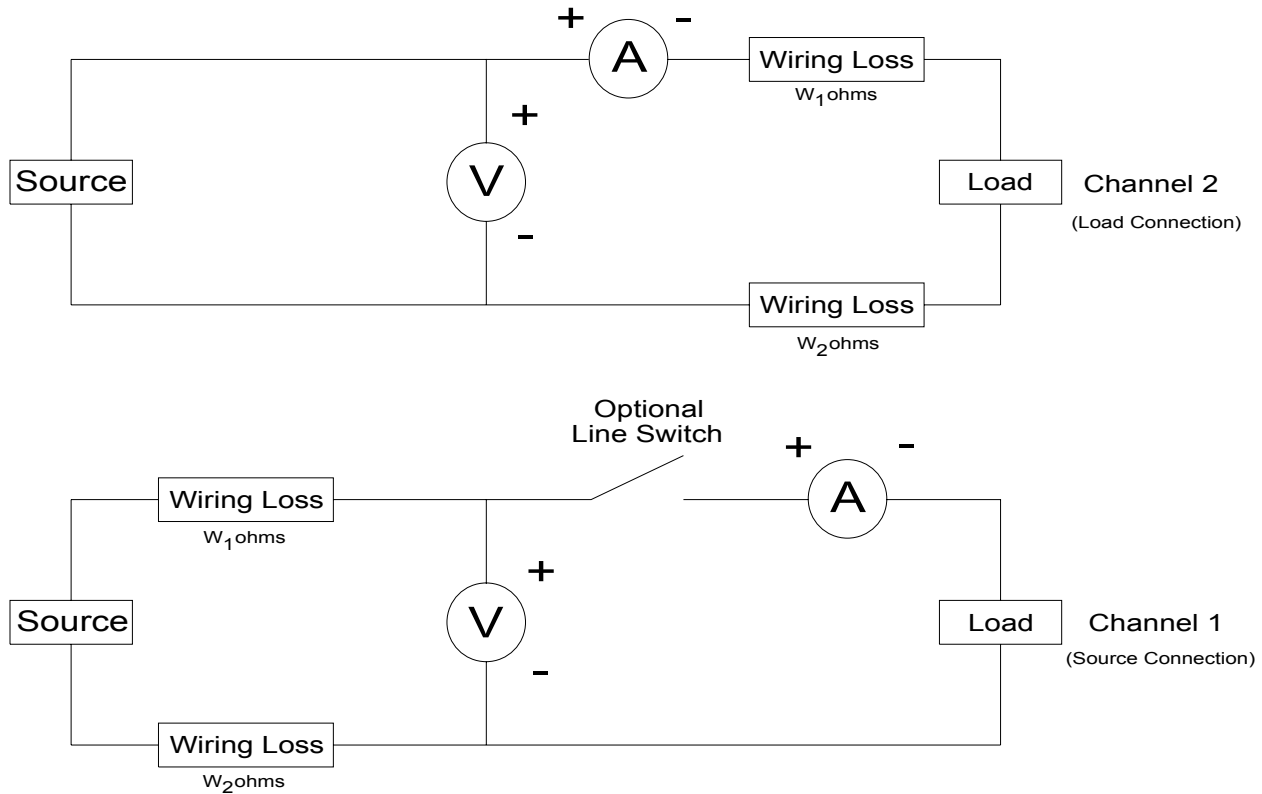 + -
A
Wiring Loss
W1ohms
+
Source
V
Load
Channel 2
(Load Connection)
-
Wiring Loss
W2ohms
Optional
Line Switch
+ -
Wiring Loss
A
W1ohms
+
Source
V
Load
Channel 1
(Source Connection)
-
Wiring Loss
W2ohms